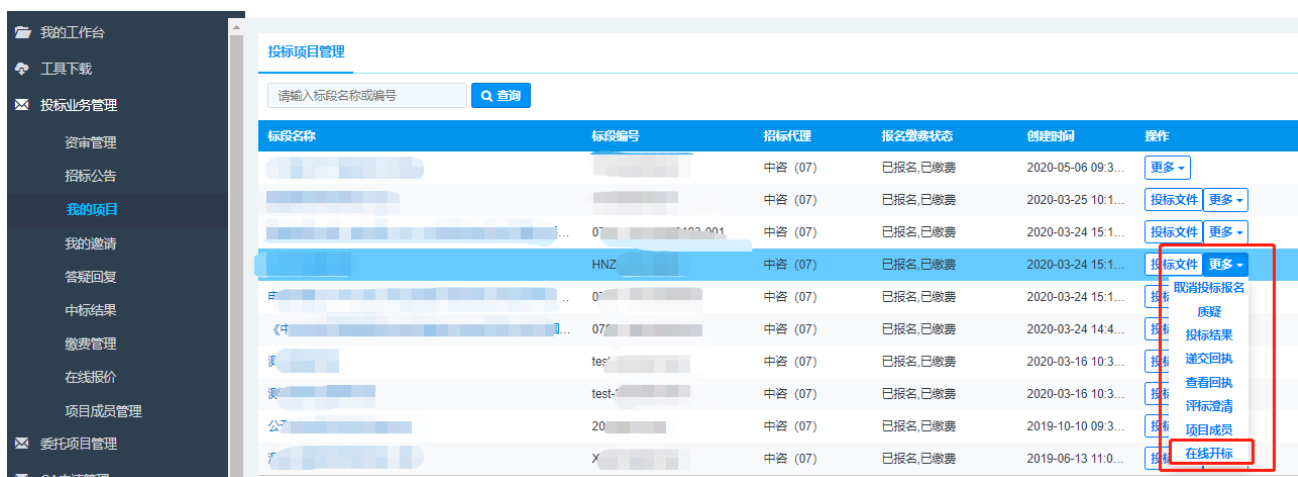 我的工作台
工具下载
投标业务管理
资审管理
招标公告
我的项目
我的邀请
答疑回复
中标结果
缴费管理
在线报价
项目成员管理
委托项目管理
投标项目管理
请输入标段名称或编号 查询
标段名称 标段编号 招标代理 报名缴费状态 创建时间 操作
中咨 (07) 已报名,已缴费 2020-05-06 09:3... 更多
中咨 (07) 已报名,已缴费 2020-03-25 10:1... 投标文件 更多
... 07 中咨 (07) 已报名,已缴费 2020-03-24 15:1... 投标文件 更多
HNZ 中咨 (07) 已报名,已缴费 2020-03-24 15:1... 投标文件 更多
中咨 (07) 已报名,已缴费 2020-03-24 15:1...
07 中咨 (07) 已报名,已缴费 2020-03-24 14:4...
test 中咨 (07) 已报名,已缴费 2020-03-16 10:3...
test- 中咨 (07) 已报名,已缴费 2020-03-16 10:3...
20 中咨 (07) 已报名,已缴费 2019-10-10 09:3...
X 中咨 (07) 已报名,已缴费 2019-06-13 11:0...
取消投标报名
质疑
投标结果
递交回执
查看回执
评标澄清
项目成员
在线开标